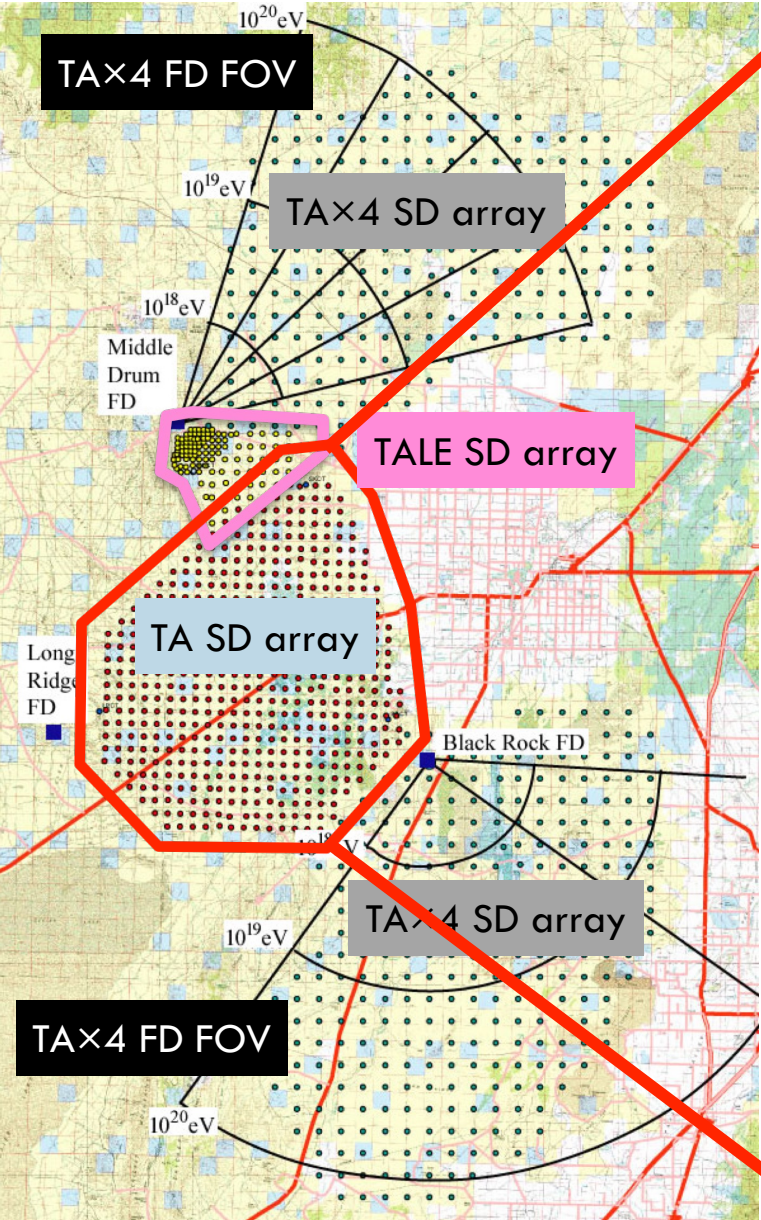 10²⁰eV
TA×4 FD FOV
10¹⁹eV
TA×4 SD array
10¹⁸eV
Middle
Drum
FD
TALE SD array
TA SD array
Long
Ridge
FD
Black Rock FD
TA×4 SD array
10¹⁹eV
TA×4 FD FOV
10²⁰eV